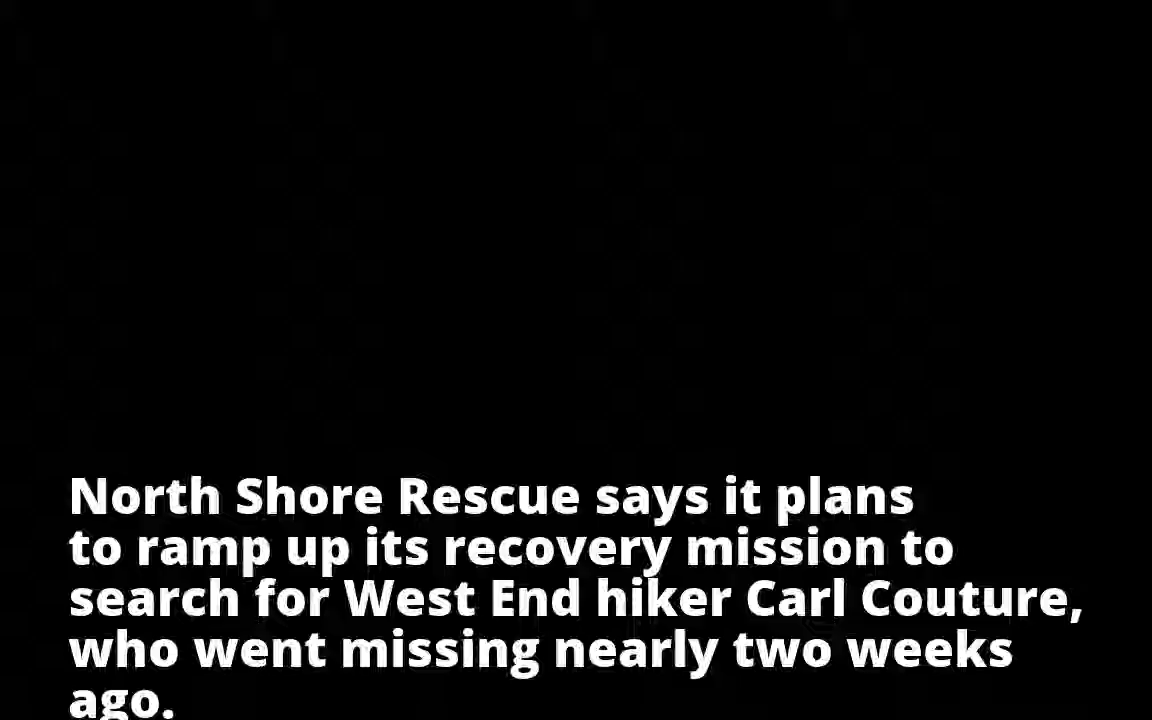 North Shore Rescue says it plans
to ramp up its recovery mission to
search for West End hiker Carl Couture,
who went missing nearly two weeks
ago.